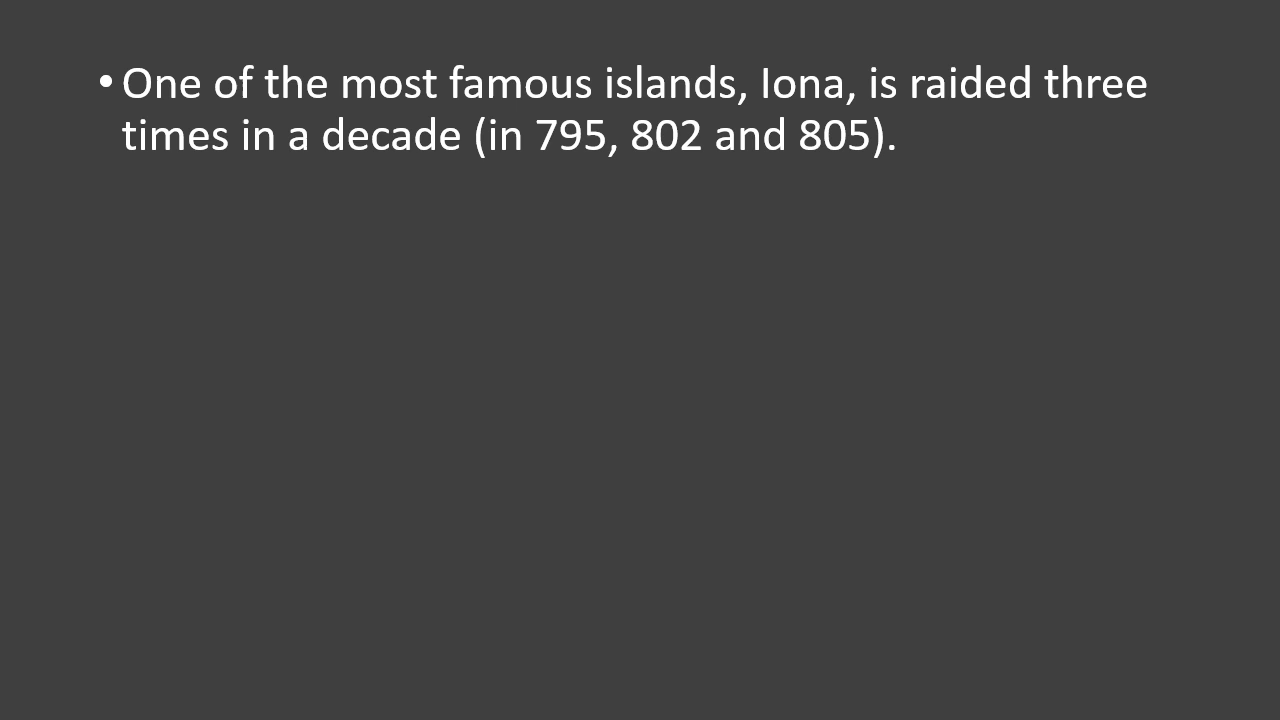 • One of the most famous islands, Iona, is raided three
times in a decade (in 795, 802 and 805).